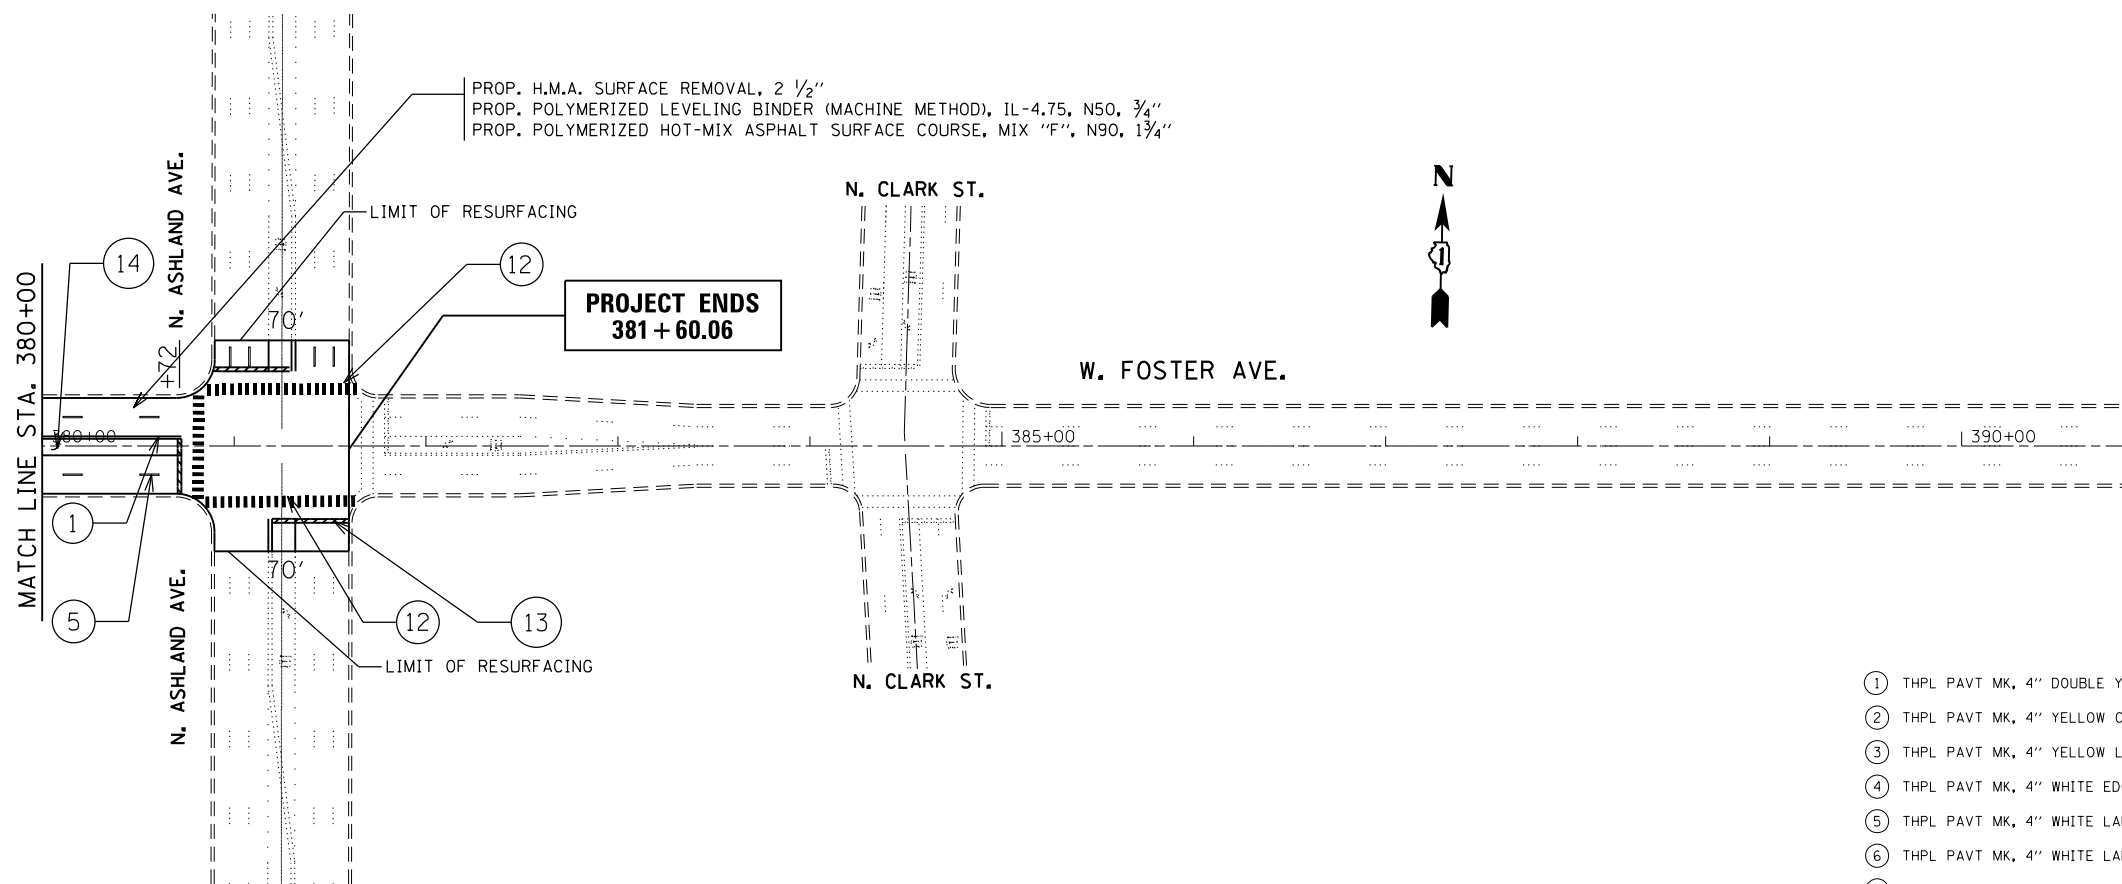 PROP. H.M.A. SURFACE REMOVAL, 2 1/2"
PROP. POLYMERIZED LEVELING BINDER (MACHINE METHOD), IL-4.75, N50, 3/4"
PROP. POLYMERIZED HOT-MIX ASPHALT SURFACE COURSE, MIX "F", N90, 1 3/4"
N. ASHLAND AVE.
LIMIT OF RESURFACING
N. CLARK ST.
N
1
14
12
PROJECT ENDS
381+60.06
70'
+72
MATCH LINE STA. 380+00
W. FOSTER AVE.
380+00
385+00
390+00
1
5
70'
12
13
N. ASHLAND AVE.
LIMIT OF RESURFACING
N. CLARK ST.
1 THPL PAVT MK, 4" DOUBLE Y
2 THPL PAVT MK, 4" YELLOW
3 THPL PAVT MK, 4" YELLOW L
4 THPL PAVT MK, 4" WHITE ED
5 THPL PAVT MK, 4" WHITE LA
6 THPL PAVT MK, 4" WHITE LA